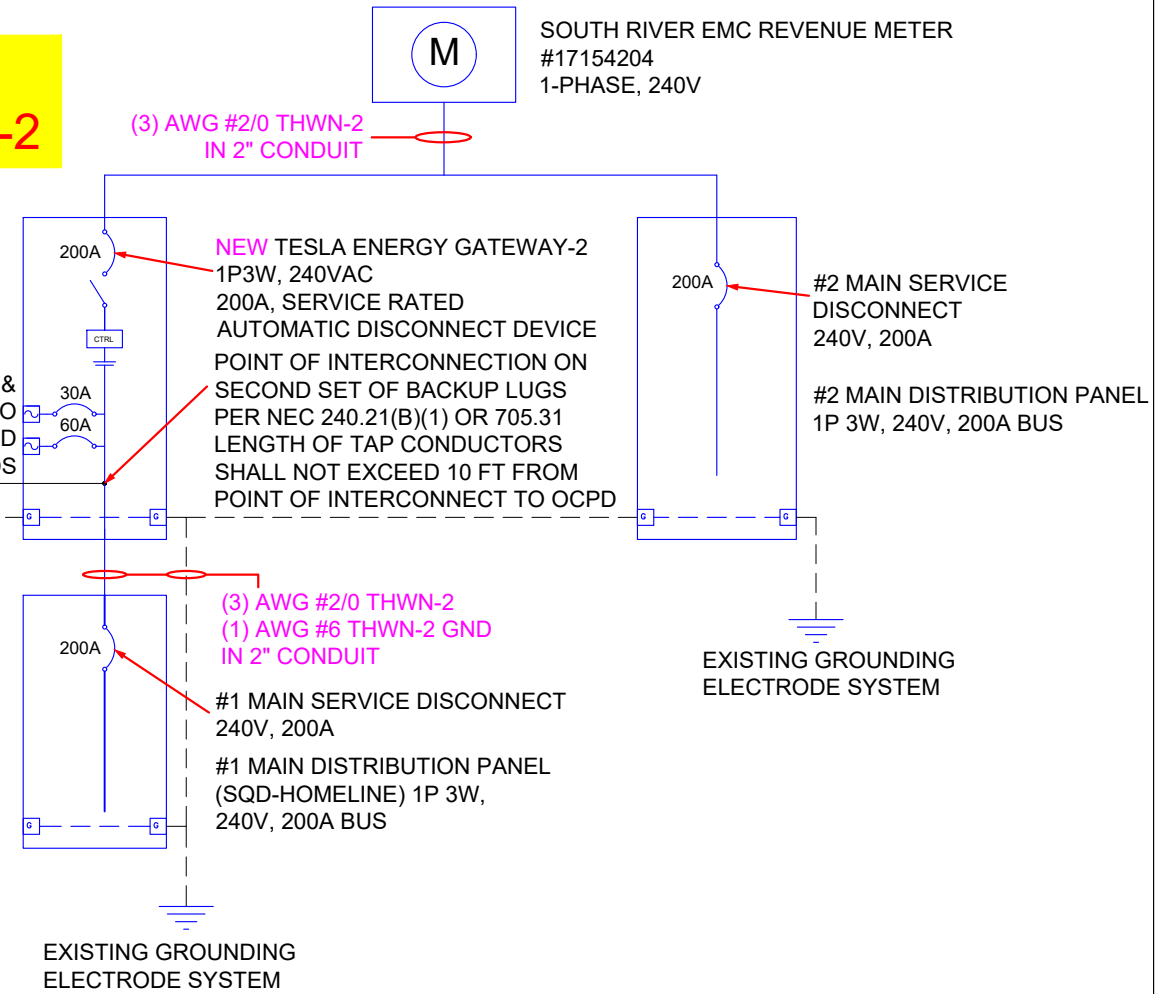 SOUTH RIVER EMC REVENUE METER
#17154204
1-PHASE, 240V
M
-2
(3) AWG #2/0 THWN-2
IN 2" CONDUIT
200A
NEW TESLA ENERGY GATEWAY-2
1P3W, 240VAC
200A, SERVICE RATED
AUTOMATIC DISCONNECT DEVICE
CTRL
POINT OF INTERCONNECTION ON
SECOND SET OF BACKUP LUGS
PER NEC 240.21(B)(1) OR 705.31
LENGTH OF TAP CONDUCTORS
SHALL NOT EXCEED 10 FT FROM
POINT OF INTERCONNECT TO OCPD
&
O
D
OS
30A
60A
G
G
200A
#2 MAIN SERVICE
DISCONNECT
240V, 200A
#2 MAIN DISTRIBUTION PANEL
1P 3W, 240V, 200A BUS
G
G
(3) AWG #2/0 THWN-2
(1) AWG #6 THWN-2 GND
IN 2" CONDUIT
200A
#1 MAIN SERVICE DISCONNECT
240V, 200A
#1 MAIN DISTRIBUTION PANEL
(SQD-HOMELINE) 1P 3W,
240V, 200A BUS
G
G
EXISTING GROUNDING
ELECTRODE SYSTEM
EXISTING GROUNDING
ELECTRODE SYSTEM